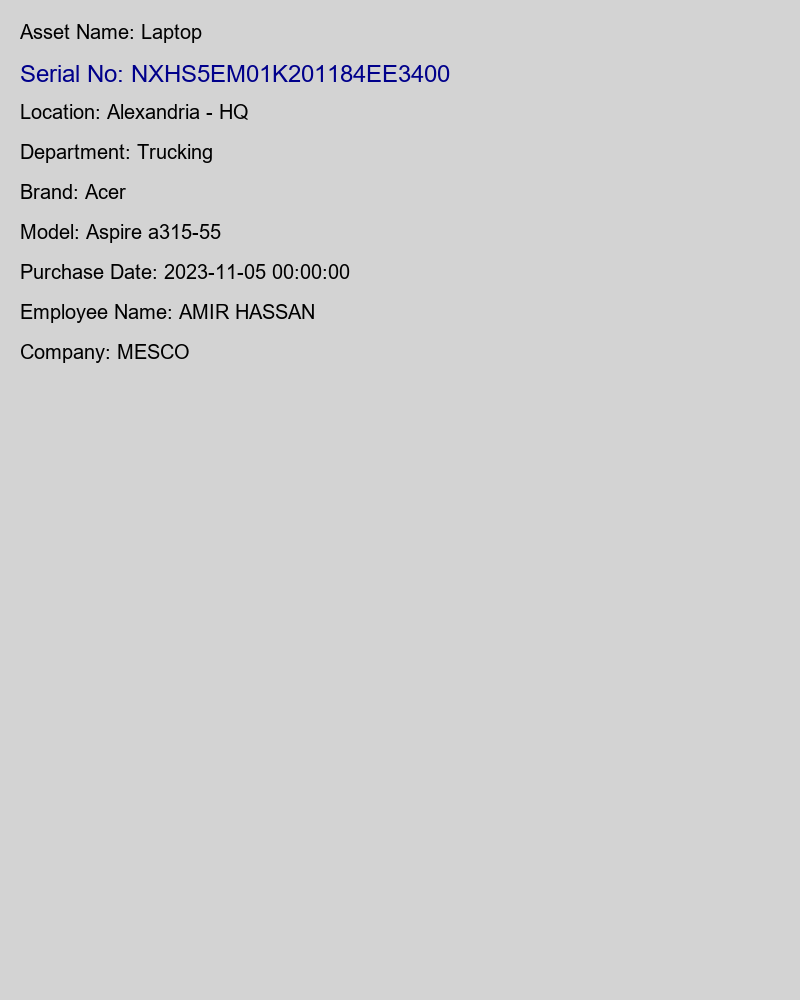 Asset Name: Laptop
Serial No: NXHS5EM01K201184EE3400
Location: Alexandria - HQ
Department: Trucking
Brand: Acer
Model: Aspire a315-55
Purchase Date: 2023-11-05 00:00:00
Employee Name: AMIR HASSAN
Company: MESCO